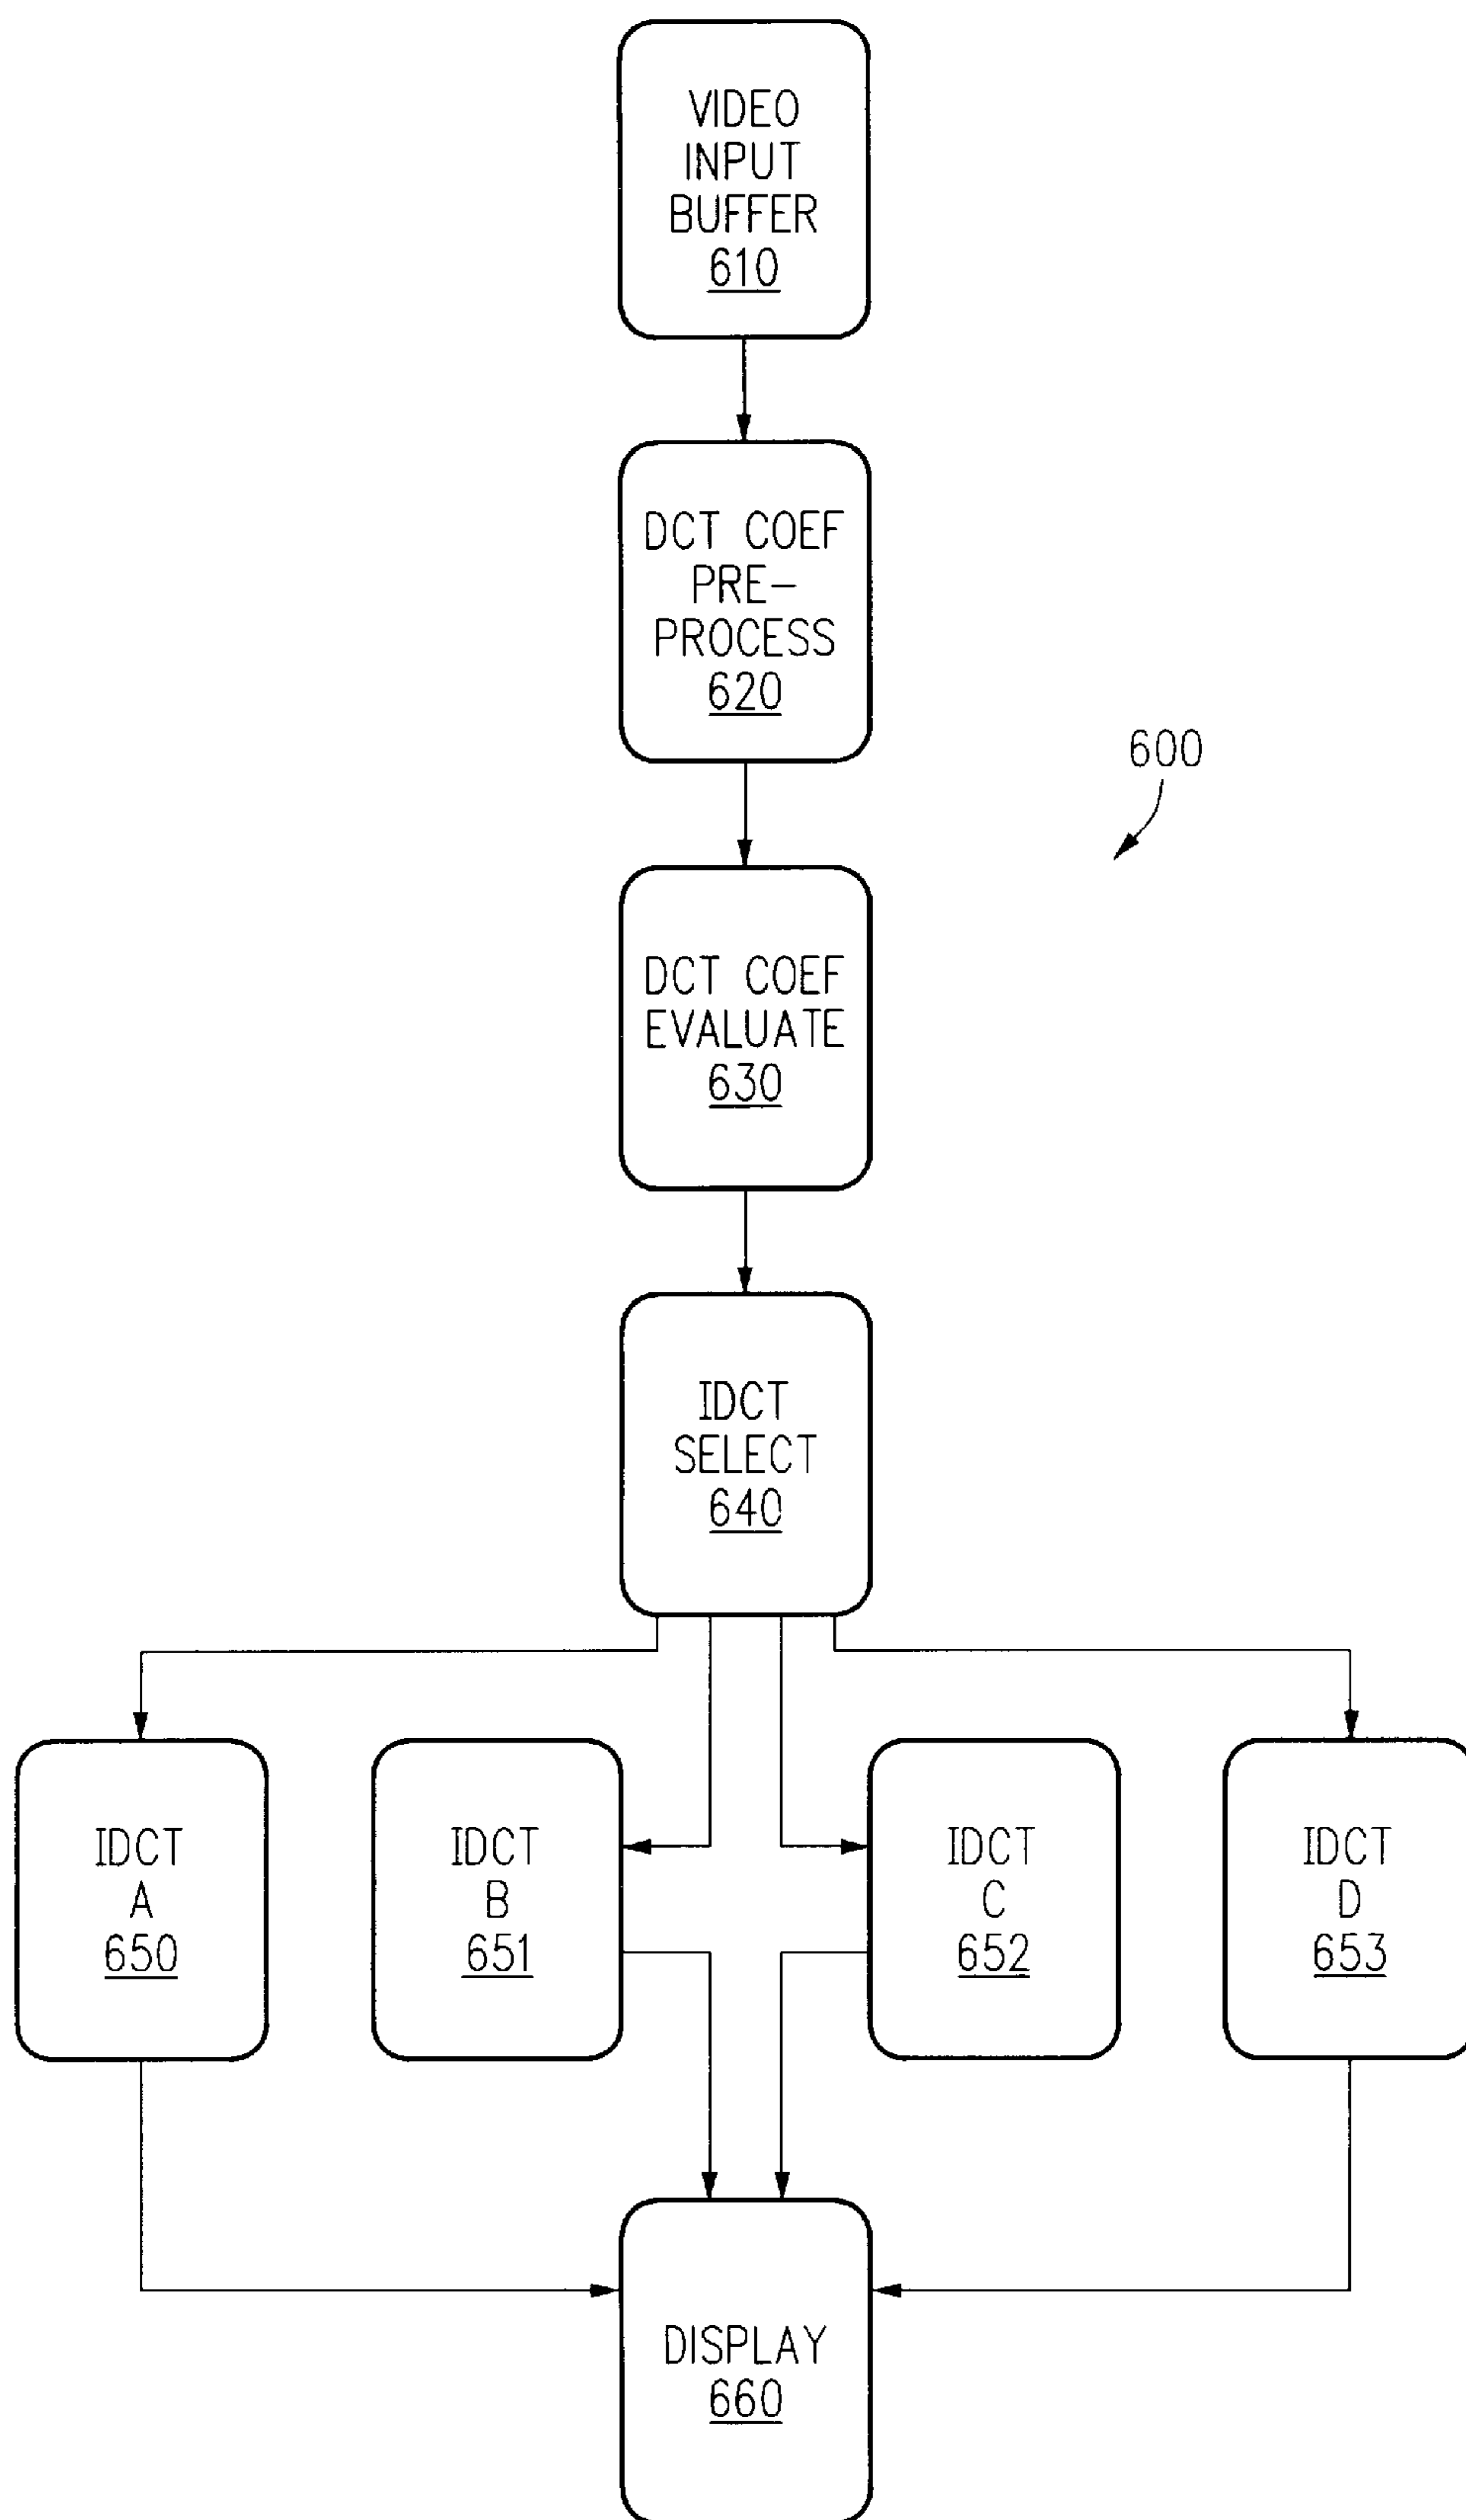 VIDEO
INPUT
BUFFER
610
DCT COEF
PRE-
PROCESS
620
600
DCT COEF
EVALUATE
630
IDCT
SELECT
640
IDCT
A
650
IDCT
B
651
IDCT
C
652
IDCT
D
653
DISPLAY
660